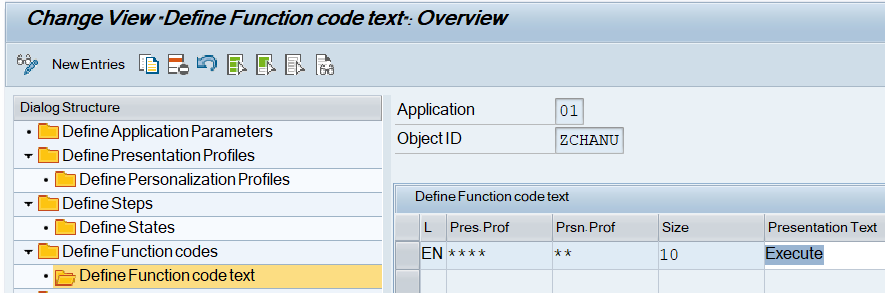 Change View "Define Function code text": Overview
New Entries
Dialog Structure
Define Application Parameters
Define Presentation Profiles
Define Personalization Profiles
Define Steps
Define States
Define Function codes
Define Function code text
Application 01
Object ID ZCHANU
Define Function code text
L Pres. Prof Prsn. Prof Size Presentation Text
EN **** ** 10 Execute